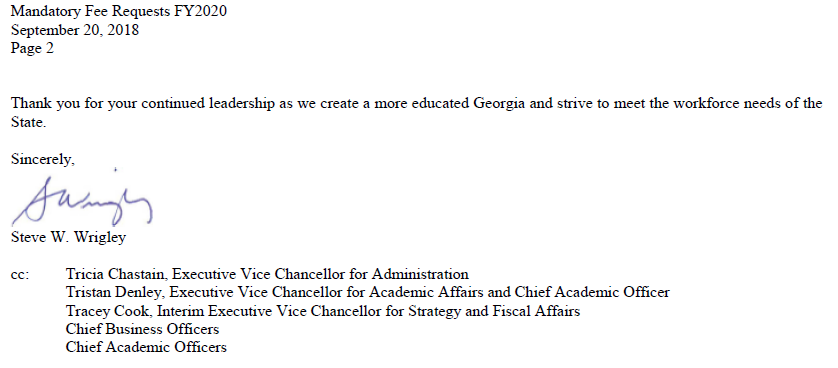 Mandatory Fee Requests FY2020
September 20, 2018
Page 2
Thank you for your continued leadership as we create a more educated Georgia and strive to meet the workforce needs of the
State.
Sincerely,
SWrigley
Steve W. Wrigley
cc: Tricia Chastain, Executive Vice Chancellor for Administration
Tristan Denley, Executive Vice Chancellor for Academic Affairs and Chief Academic Officer
Tracey Cook, Interim Executive Vice Chancellor for Strategy and Fiscal Affairs
Chief Business Officers
Chief Academic Officers